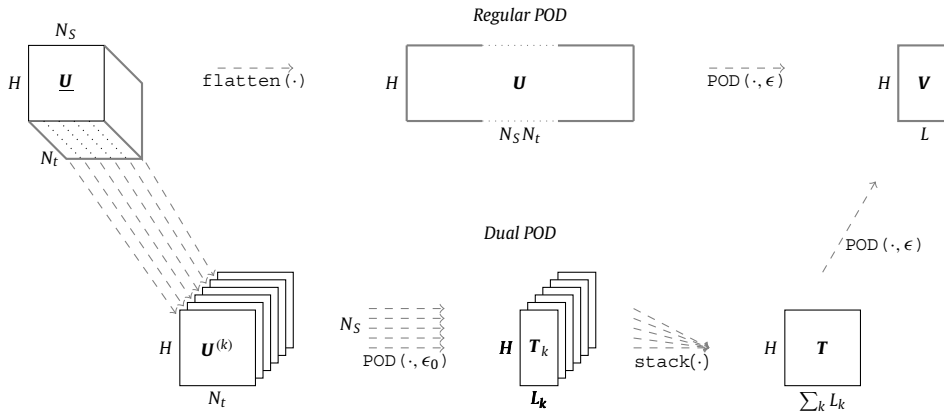 Regular POD
N_S
H
U
N_t
flatten(·)
H
U
N_S N_t
POD(·,ϵ)
H
V
L
Dual POD
POD(·,ϵ)
H
U^(k)
N_t
N_S
POD(·,ϵ_0)
H
T_k
L_k
stack(·)
H
T
∑_k L_k